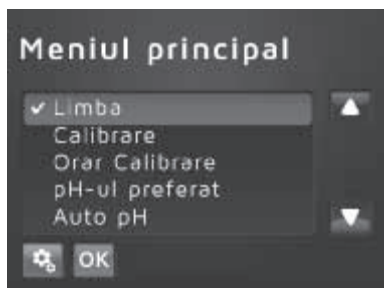 Meniul principal
Limba
Calibrare
Orar Calibrare
pH-ul preferat
Auto pH
OK